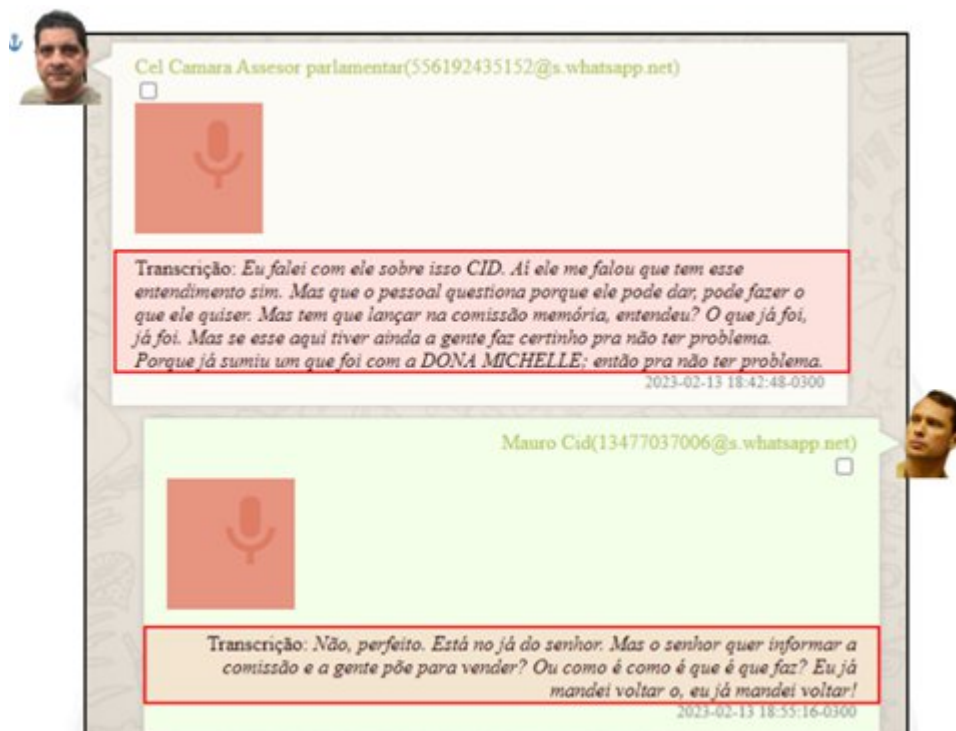 Cel Camara Assesor parlamentar(556192435152@s.whatsapp.net)
Transcrição: Eu falei com ele sobre isso CID. Aí ele me falou que tem esse
entendimento sim. Mas que o pessoal questiona porque ele pode dar, pode fazer o
que ele quiser. Mas tem que lançar na comissão memória, entendeu? O que já foi,
já foi. Mas se esse aqui tiver ainda a gente faz certinho pra não ter problema.
Porque já sumiu um que foi com a DONA MICHELLE; então pra não ter problema.
2023-02-13 18:42:48-0300
Mauro Cid(13477037006@s.whatsapp.net)
Transcrição: Não, perfeito. Está no já do senhor. Mas o senhor quer informar a
comissão e a gente põe para vender? Ou como é como é que é que faz? Eu já
mandei voltar o, eu já mandei voltar!
2023-02-13 18:55:16-0300